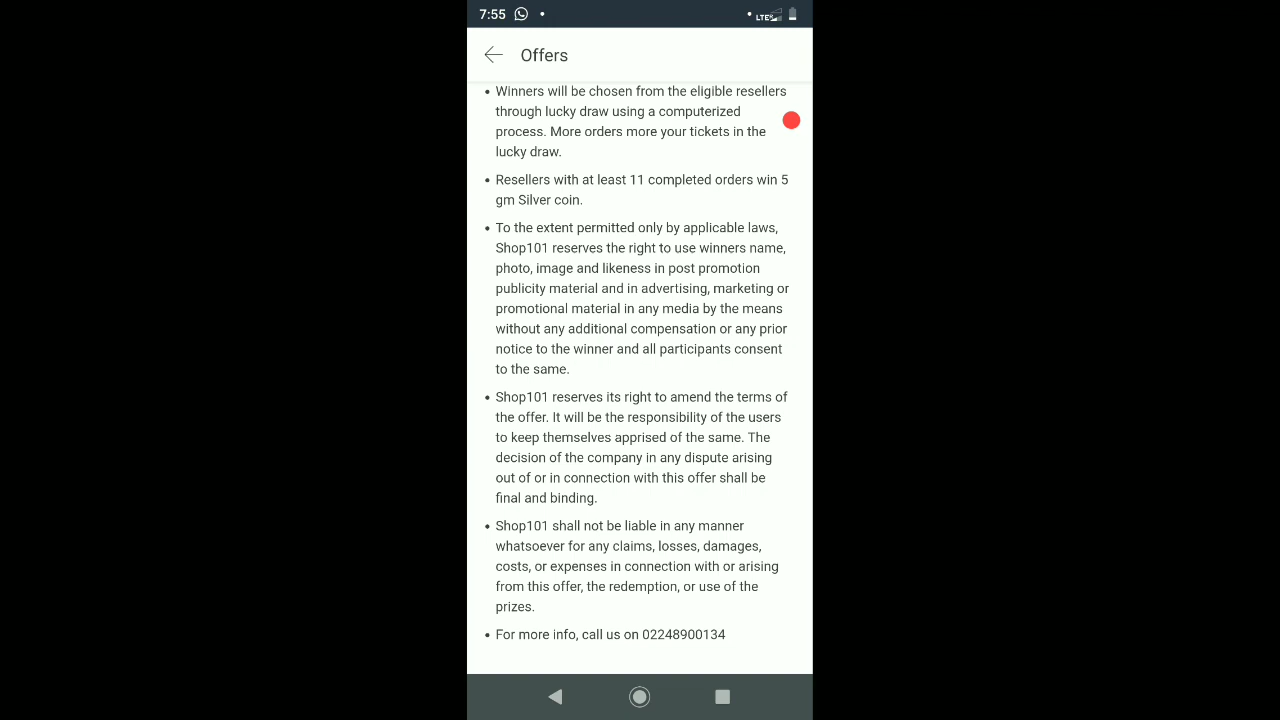 7:55
LTE
Offers
• Winners will be chosen from the eligible resellers
through lucky draw using a computerized
process. More orders more your tickets in the
lucky draw.
• Resellers with at least 11 completed orders win 5
gm Silver coin.
• To the extent permitted only by applicable laws,
Shop101 reserves the right to use winners name,
photo, image and likeness in post promotion
publicity material and in advertising, marketing or
promotional material in any media by the means
without any additional compensation or any prior
notice to the winner and all participants consent
to the same.
• Shop101 reserves its right to amend the terms of
the offer. It will be the responsibility of the users
to keep themselves apprised of the same. The
decision of the company in any dispute arising
out of or in connection with this offer shall be
final and binding.
• Shop101 shall not be liable in any manner
whatsoever for any claims, losses, damages,
costs, or expenses in connection with or arising
from this offer, the redemption, or use of the
prizes.
• For more info, call us on 02248900134